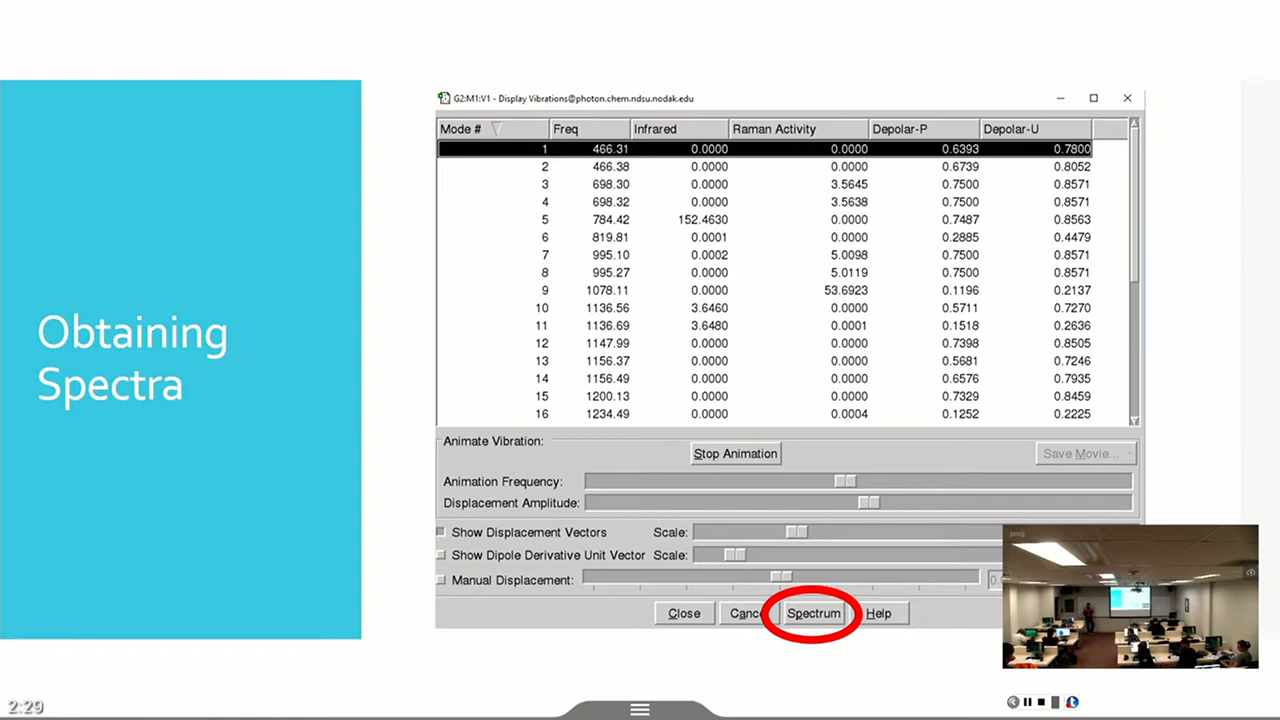 G2:M1:V1 - Display Vibrations@photon.chem.ndsu.nodak.edu
Mode # Freq Infrared Raman Activity Depolar-P Depolar-U
1 466.31 0.0000 0.0000 0.6393 0.7800
2 466.38 0.0000 0.0000 0.6739 0.8052
3 698.30 0.0000 3.5645 0.7500 0.8571
4 698.32 0.0000 3.5638 0.7500 0.8571
5 784.42 152.4630 0.0000 0.7487 0.8563
6 819.81 0.0001 0.0000 0.2885 0.4479
7 995.10 0.0002 5.0098 0.7500 0.8571
8 995.27 0.0000 5.0119 0.7500 0.8571
9 1078.11 0.0000 53.6923 0.1196 0.2137
10 1136.56 3.6460 0.0000 0.5711 0.7270
11 1136.69 3.6480 0.0001 0.1518 0.2636
12 1147.99 0.0000 0.0000 0.7398 0.8505
13 1156.37 0.0000 0.0000 0.5681 0.7246
14 1156.49 0.0000 0.0000 0.6576 0.7935
15 1200.13 0.0000 0.0000 0.7329 0.8459
16 1234.49 0.0000 0.0004 0.1252 0.2225
Obtaining
Spectra
Animate Vibration:
Stop Animation Save Movie...
Animation Frequency:
Displacement Amplitude:
Show Displacement Vectors Scale:
Show Dipole Derivative Unit Vector Scale:
Manual Displacement:
Close Spectrum Help
2:29